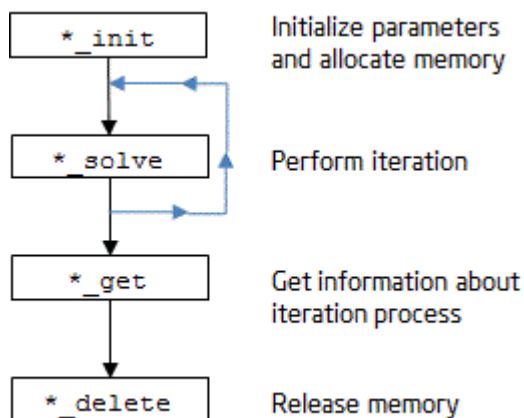 *_init
Initialize parameters
and allocate memory
*_solve
Perform iteration
*_get
Get information about
iteration process
*_delete
Release memory